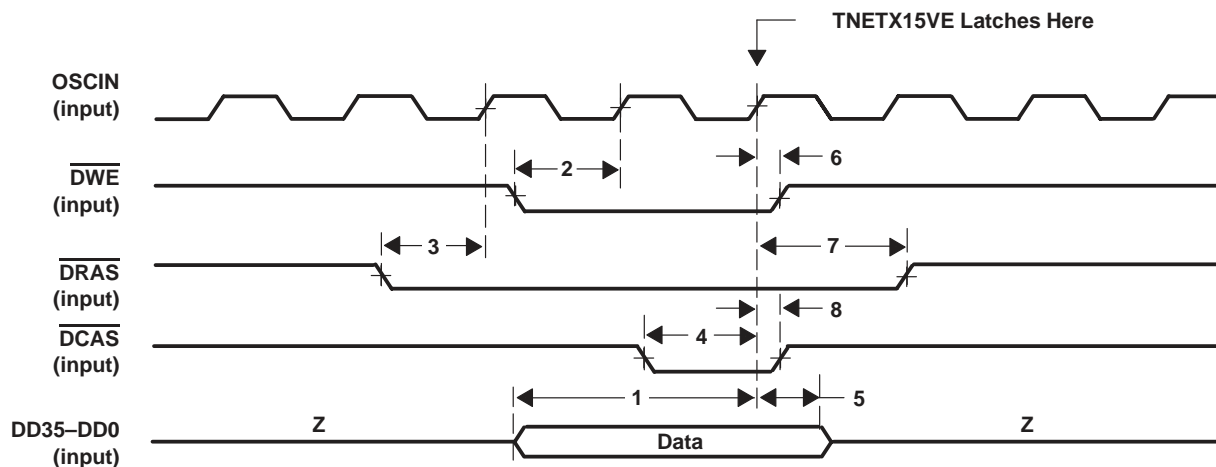 TNETX15VE Latches Here
OSCIN
(input)
DWE
(input)
2
6
DRAS
(input)
3
7
DCAS
(input)
4
8
DD35–DD0
(input)
Z
1
Data
5
Z